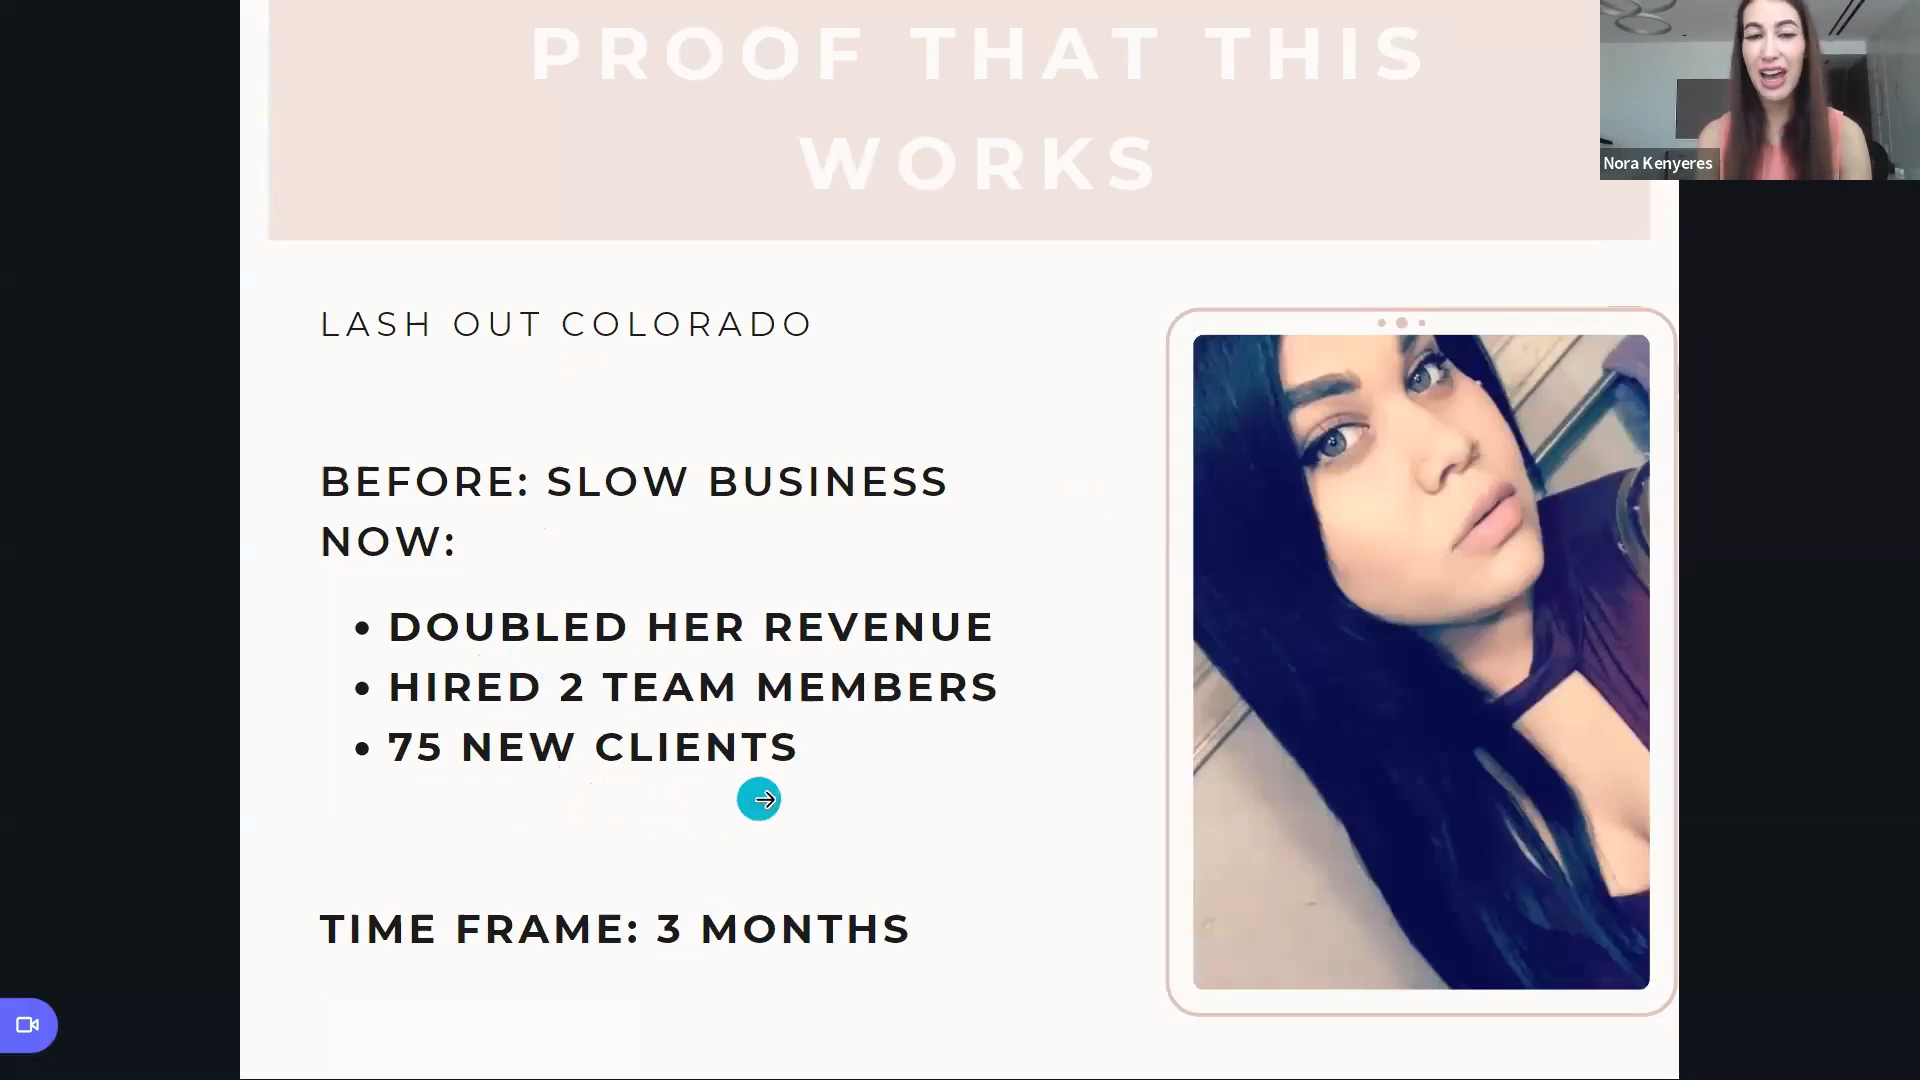 PROOF THAT THIS
WORKS
Nora Kenyeres
LASH OUT COLORADO
BEFORE: SLOW BUSINESS
NOW:
• DOUBLED HER REVENUE
• HIRED 2 TEAM MEMBERS
• 75 NEW CLIENTS
TIME FRAME: 3 MONTHS